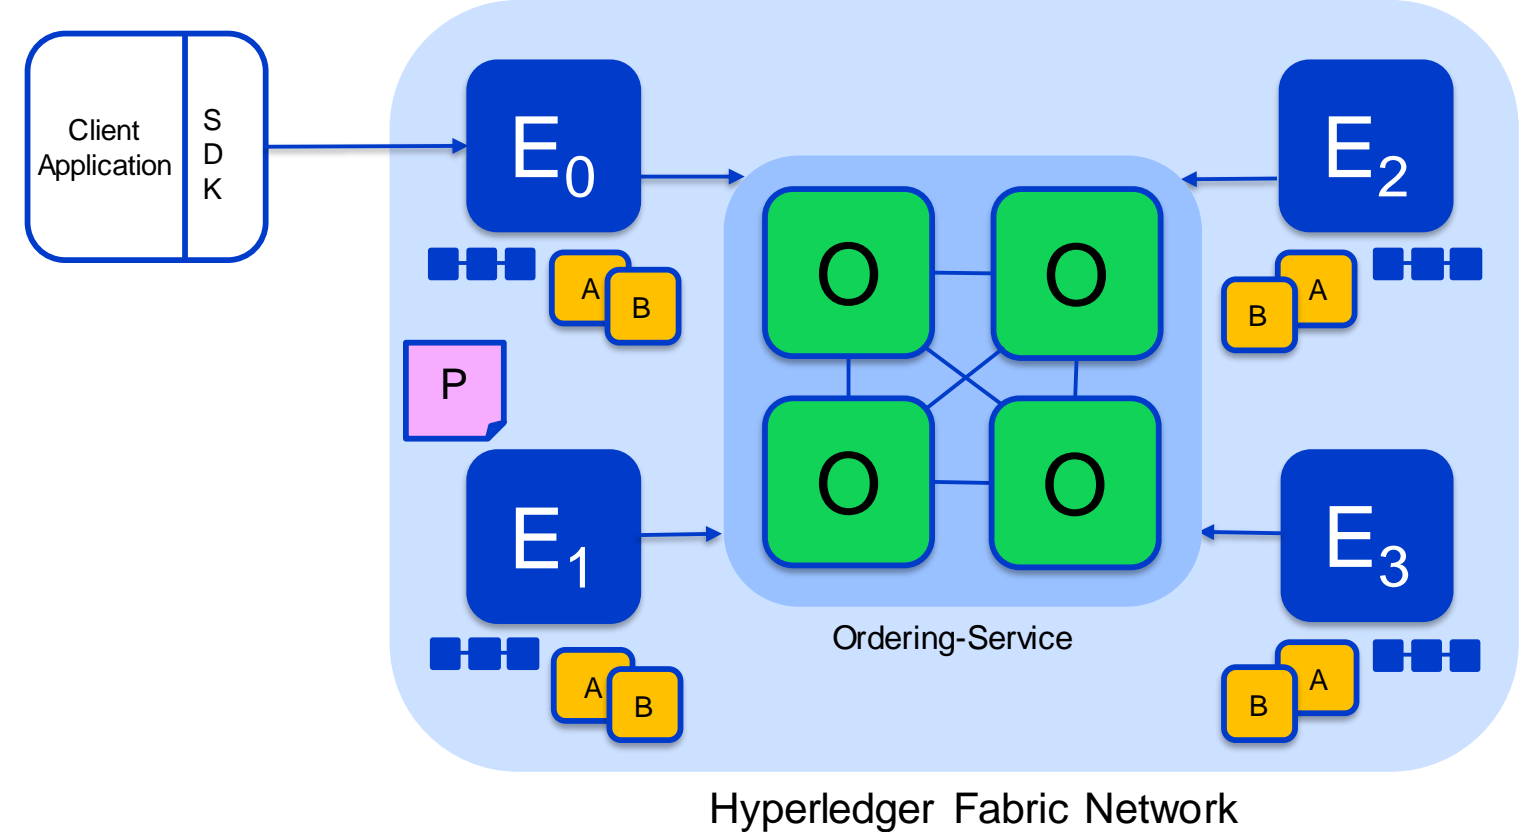 Client
Application
S
D
K
E0
E2
A
B
A
B
P
O
O
O
O
E1
E3
Ordering-Service
A
B
A
B
Hyperledger Fabric Network